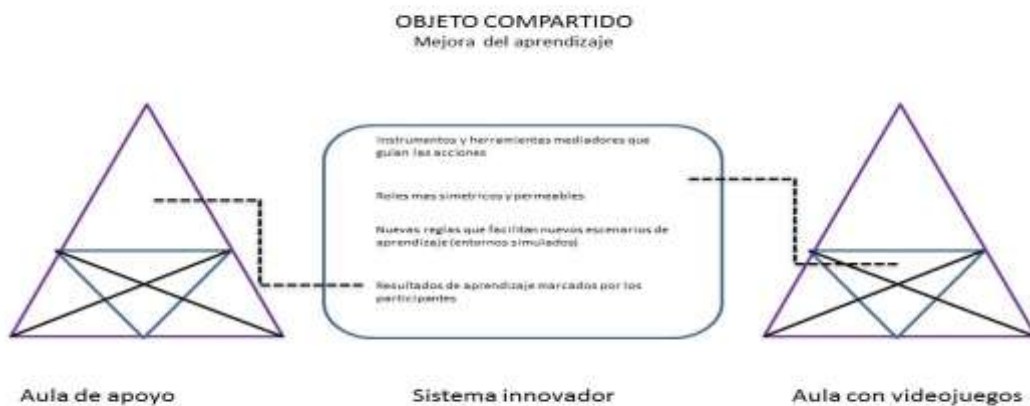 OBJETO COMPARTIDO
Mejora del aprendizaje
Instrumentos y herramientas mediadores que
guian las acciones
Roles mas simetricos y permeables
Nuevas reglas que facilitan nuevos escenarios de
aprendizaje (entornos simulados)
Resultados de aprendizaje marcados por los
participantes
Aula de apoyo
Sistema innovador
Aula con videojuegos